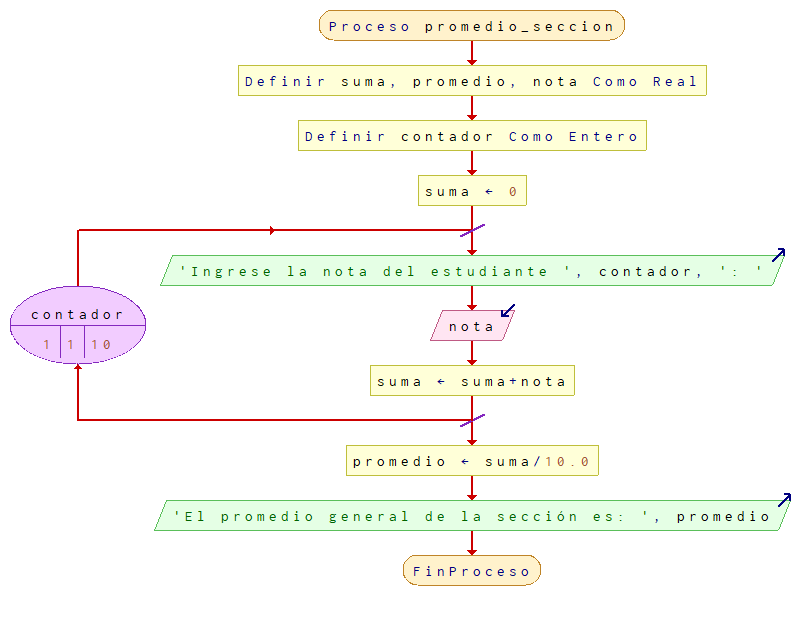 Proceso promedio_seccion
Definir suma, promedio, nota Como Real
Definir contador Como Entero
suma ← 0
'Ingrese la nota del estudiante ', contador, ': '
contador
1 1 10
nota
suma ← suma+nota
promedio ← suma/10.0
'El promedio general de la sección es: ', promedio
FinProceso